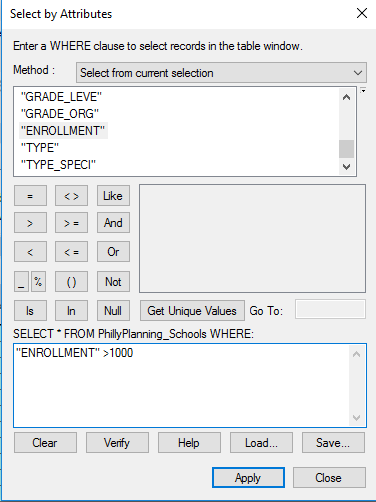 Select by Attributes
Enter a WHERE clause to select records in the table window.
Method : Select from current selection
"GRADE_LEVE"
"GRADE_ORG"
"ENROLLMENT"
"TYPE"
"TYPE_SPECI"
= < > Like
> > = And
< < = Or
_ % ( ) Not
Is In Null Get Unique Values Go To:
SELECT * FROM PhillyPlanning_Schools WHERE:
"ENROLLMENT" >1000
Clear Verify Help Load... Save...
Apply Close